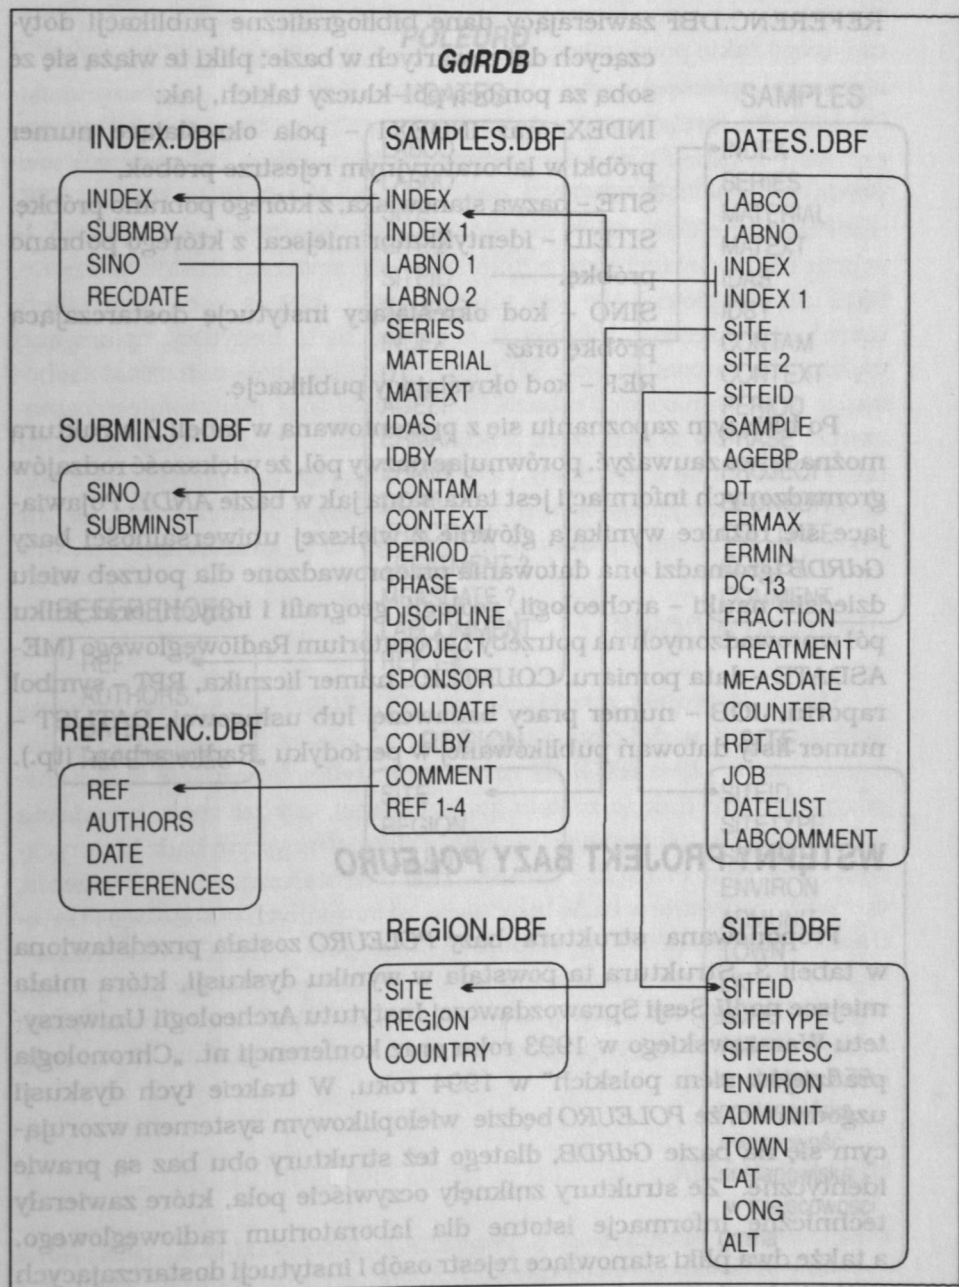 GdRDB
INDEX.DBF
INDEX
SUBMBY
SINO
RECDATE
SUBMINST.DBF
SINO
SUBMINST
REFERENC.DBF
REF
AUTHORS
DATE
REFERENCES
SAMPLES.DBF
INDEX
INDEX 1
LABNO 1
LABNO 2
SERIES
MATERIAL
MATEXT
IDAS
IDBY
CONTAM
CONTEXT
PERIOD
PHASE
DISCIFLINE
PROJECT
SPONSOR
COLLDATE
COLLBY
COMMENT
REF 1-4
REGION.DBF
SITE
REGION
COUNTRY
DATES.DBF
LABCO
LABNO
INDEX
INDEX 1
SITE
SITE 2
SITEID
SAMPLE
AGEBP
DT
ERMAX
ERMIN
DC 13
FRACTION
TREATMENT
MEASDATE
COUNTER
RPT
JOB
DATELIST
LABCOMMENT
SITE.DBF
SITEID
SITETYPE
SITEDESC
ENVIRON
ADMUNIT
TOWN
LAT
LONG
ALT